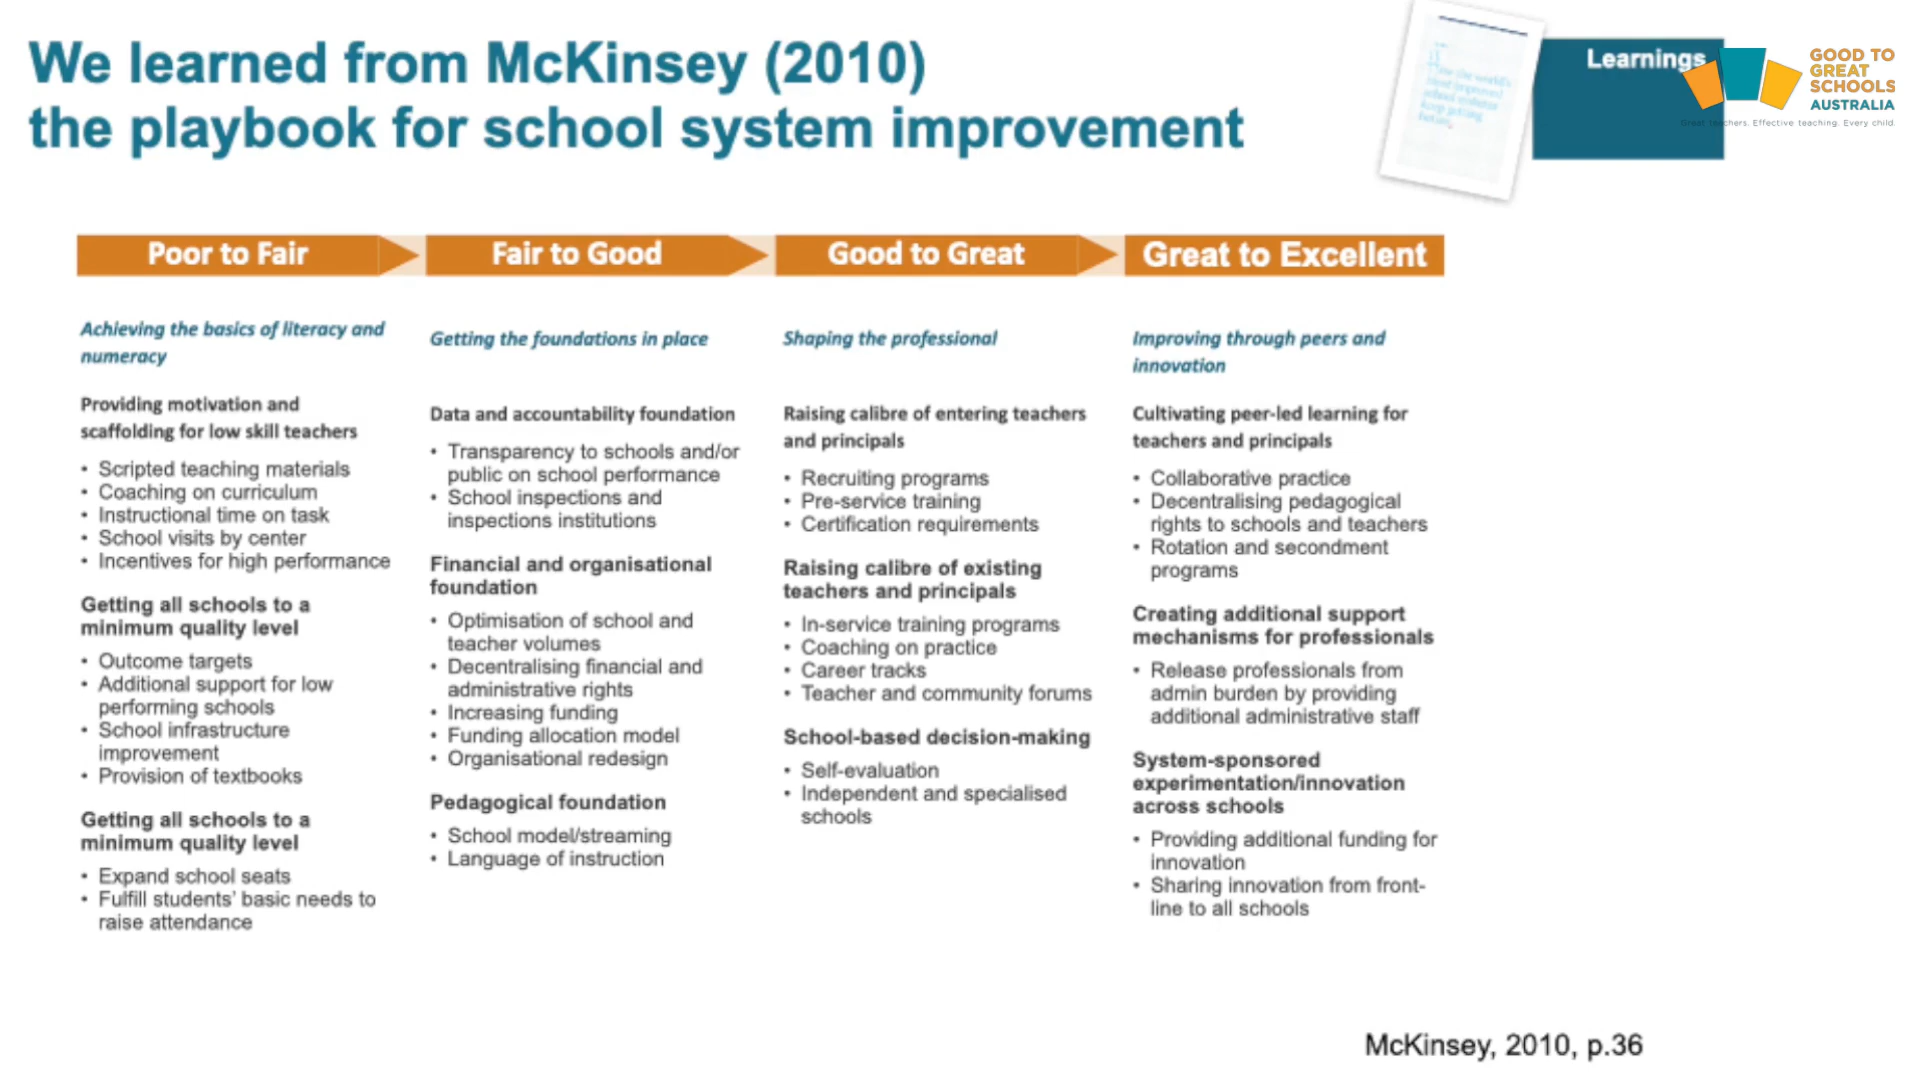 We learned from McKinsey (2010)
the playbook for school system improvement
Learnings
GOOD TO
GREAT
SCHOOLS
AUSTRALIA
Great teachers. Effective teaching. Every child.
Poor to Fair
Achieving the basics of literacy and
numeracy
Providing motivation and
scaffolding for low skill teachers
• Scripted teaching materials
• Coaching on curriculum
• Instructional time on task
• School visits by center
• Incentives for high performance
Getting all schools to a
minimum quality level
• Outcome targets
• Additional support for low
performing schools
• School infrastructure
improvement
• Provision of textbooks
Getting all schools to a
minimum quality level
• Expand school seats
• Fulfill students' basic needs to
raise attendance
Fair to Good
Getting the foundations in place
Data and accountability foundation
• Transparency to schools and/or
public on school performance
• School inspections and
inspections institutions
Financial and organisational
foundation
• Optimisation of school and
teacher volumes
• Decentralising financial and
administrative rights
• Increasing funding
• Funding allocation model
• Organisational redesign
Pedagogical foundation
• School model/streaming
• Language of instruction
Good to Great
Shaping the professional
Raising calibre of entering teachers
and principals
• Recruiting programs
• Pre-service training
• Certification requirements
Raising calibre of existing
teachers and principals
• In-service training programs
• Coaching on practice
• Career tracks
• Teacher and community forums
School-based decision-making
• Self-evaluation
• Independent and specialised
schools
Great to Excellent
Improving through peers and
innovation
Cultivating peer-led learning for
teachers and principals
• Collaborative practice
• Decentralising pedagogical
rights to schools and teachers
• Rotation and secondment
programs
Creating additional support
mechanisms for professionals
• Release professionals from
admin burden by providing
additional administrative staff
System-sponsored
experimentation/innovation
across schools
• Providing additional funding for
innovation
• Sharing innovation from front-
line to all schools
McKinsey, 2010, p.36